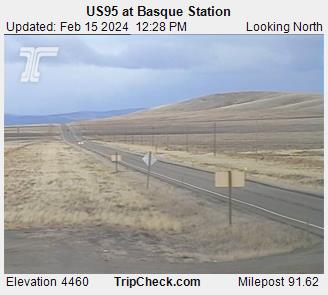 US95 at Basque Station
Updated: Feb 15 2024 12:28 PM Looking North
Elevation 4460 TripCheck.com Milepost 91.62